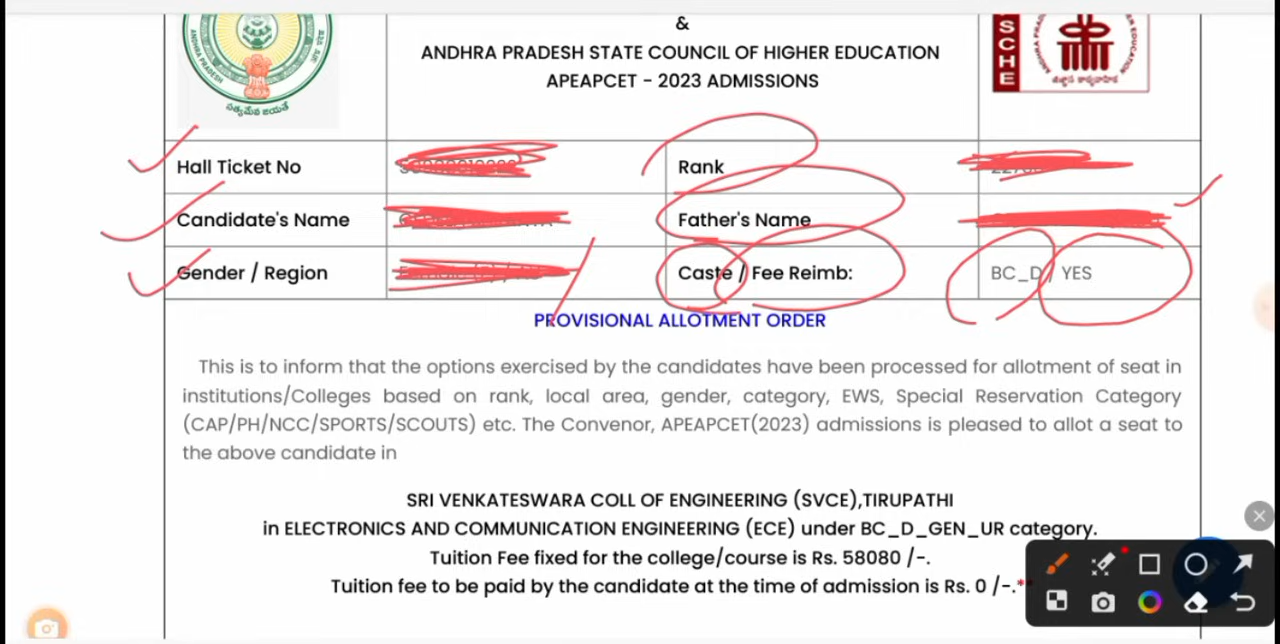 &
ANDHRA PRADESH STATE COUNCIL OF HIGHER EDUCATION
APEAPCET - 2023 ADMISSIONS
ANDHRA PRADESH
సత్యమేవ జయతే
SCHE
Hall Ticket No
Rank
Candidate's Name
Father's Name
Gender / Region
Caste / Fee Reimb:
BC_D / YES
PROVISIONAL ALLOTMENT ORDER
This is to inform that the options exercised by the candidates have been processed for allotment of seat in
institutions/Colleges based on rank, local area, gender, category, EWS, Special Reservation Category
(CAP/PH/NCC/SPORTS/SCOUTS) etc. The Convenor, APEAPCET(2023) admissions is pleased to allot a seat to
the above candidate in
SRI VENKATESWARA COLL OF ENGINEERING (SVCE),TIRUPATHI
in ELECTRONICS AND COMMUNICATION ENGINEERING (ECE) under BC_D_GEN_UR category.
Tuition Fee fixed for the college/course is Rs. 58080 /-.
Tuition fee to be paid by the candidate at the time of admission is Rs. 0 /-.**